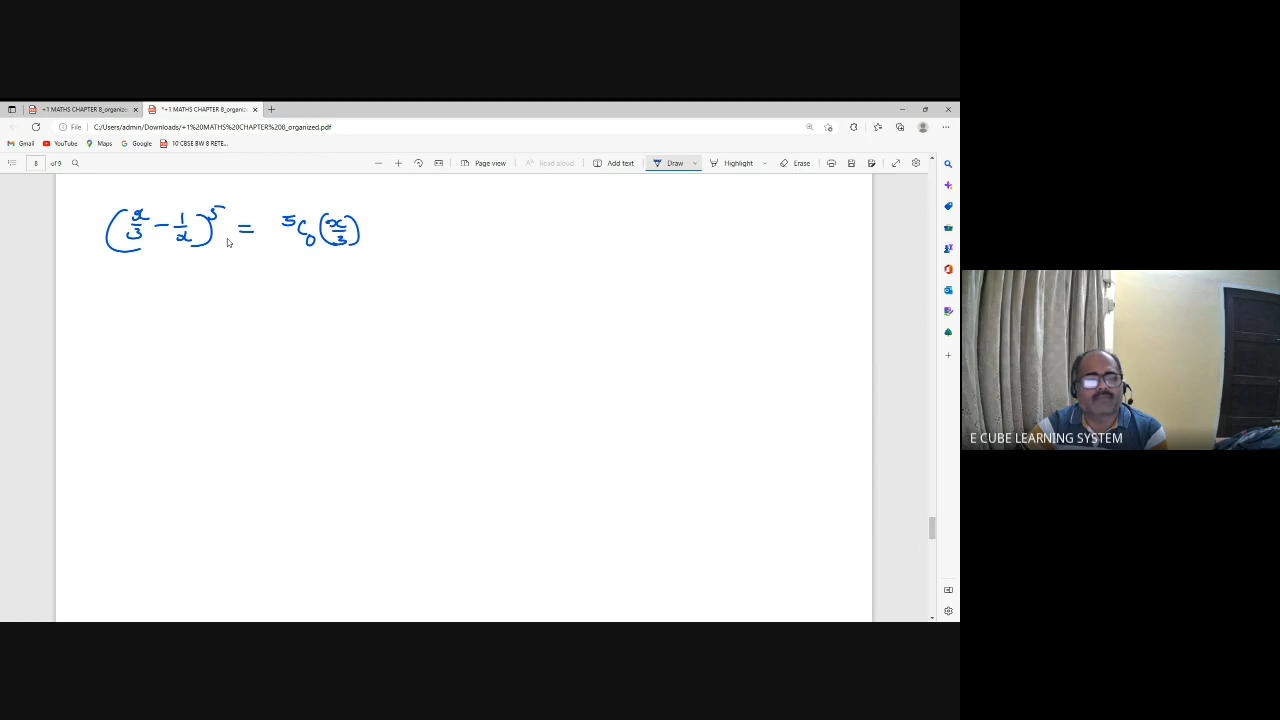 +1 MATHS CHAPTER 8_organize
*+1 MATHS CHAPTER 8_organiz
File C:/Users/admin/Downloads/+1%20MATHS%20CHAPTER%208_organized.pdf
Gmail YouTube Maps Google 10 CBSE BW 8 RETE...
8 of 9 Page view Read aloud Add text Draw Highlight Erase
(x/3 - 1/x)^5 = ⁵C₀ (x/3)
E CUBE LEARNING SYSTEM